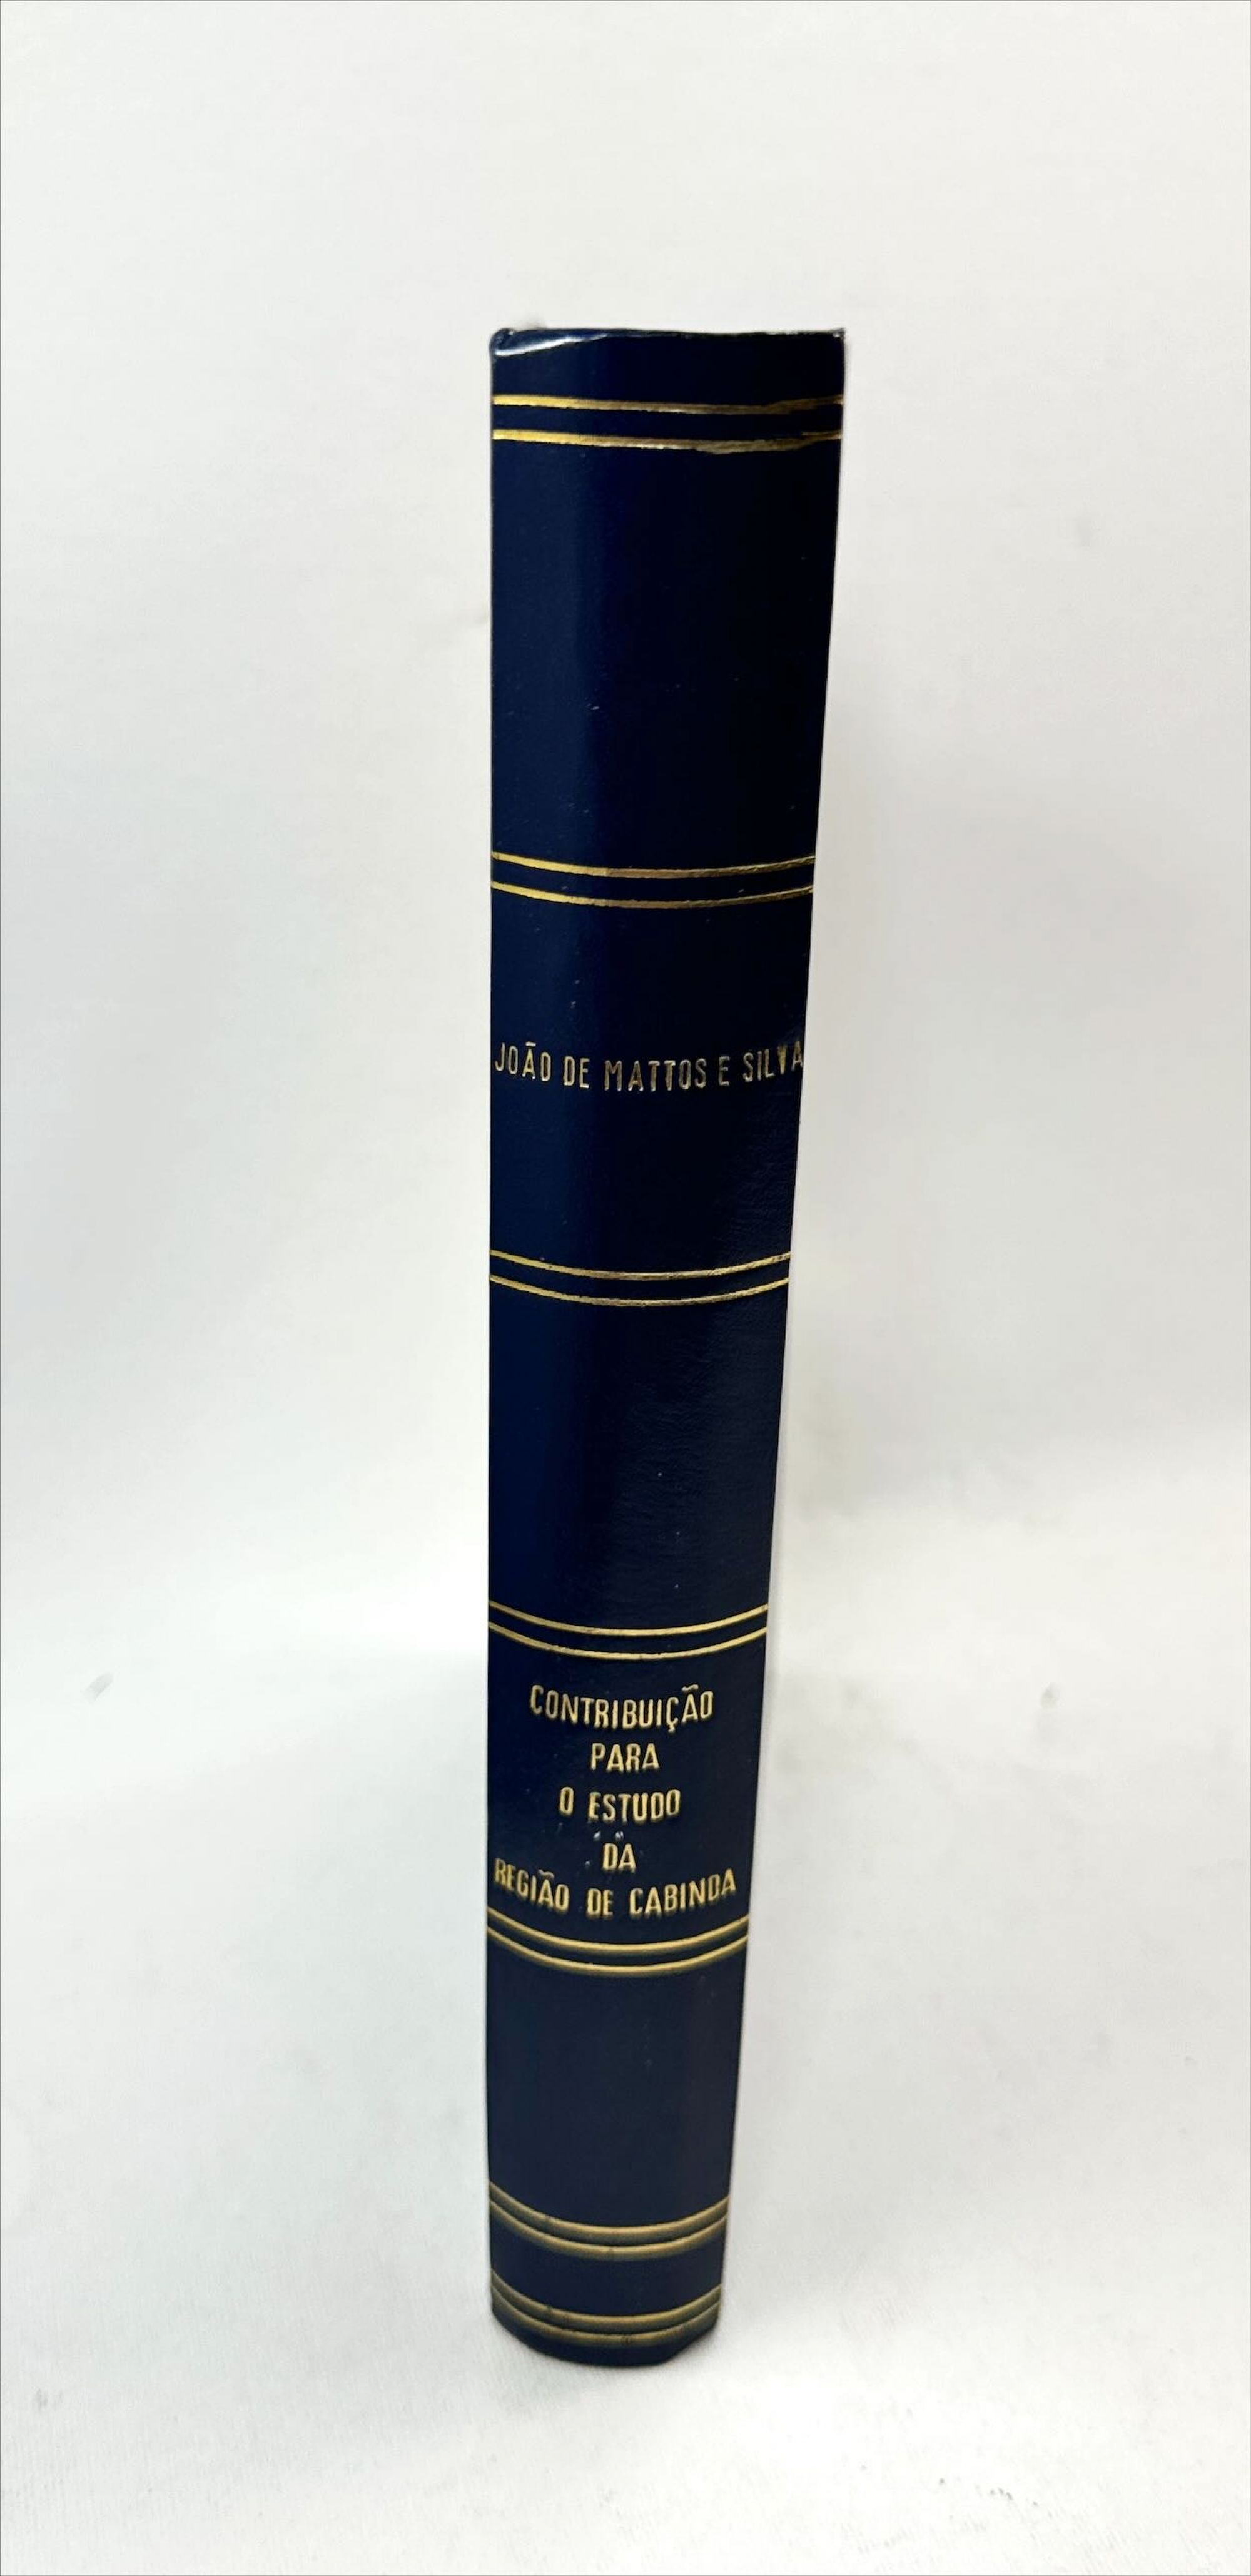 JOÃO DE MATTOS E SILVA
CONTRIBUIÇÃO
PARA
O ESTUDO
DA
REGIÃO DE CABINDA